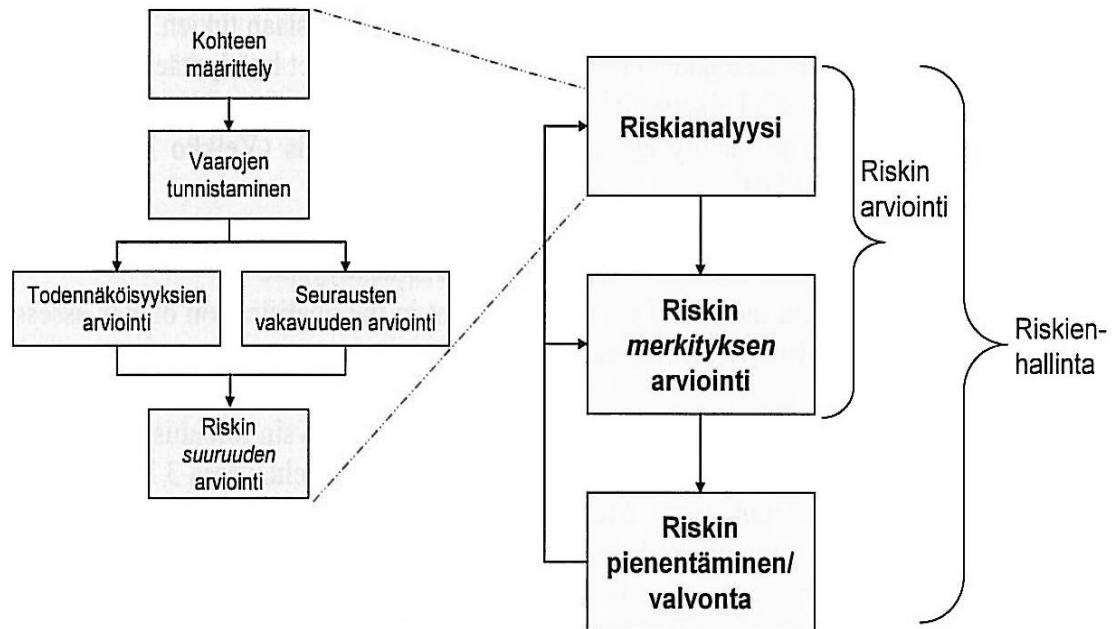 Kohteen
määrittely
Vaarojen
tunnistaminen
Todennäköisyyksien
arviointi
Seurausten
vakavuuden arviointi
Riskin
suuruuden
arviointi
Riskianalyysi
Riskin
merkityksen
arviointi
Riskin
pienentäminen/
valvonta
Riskin
arviointi
Riskien-
hallinta